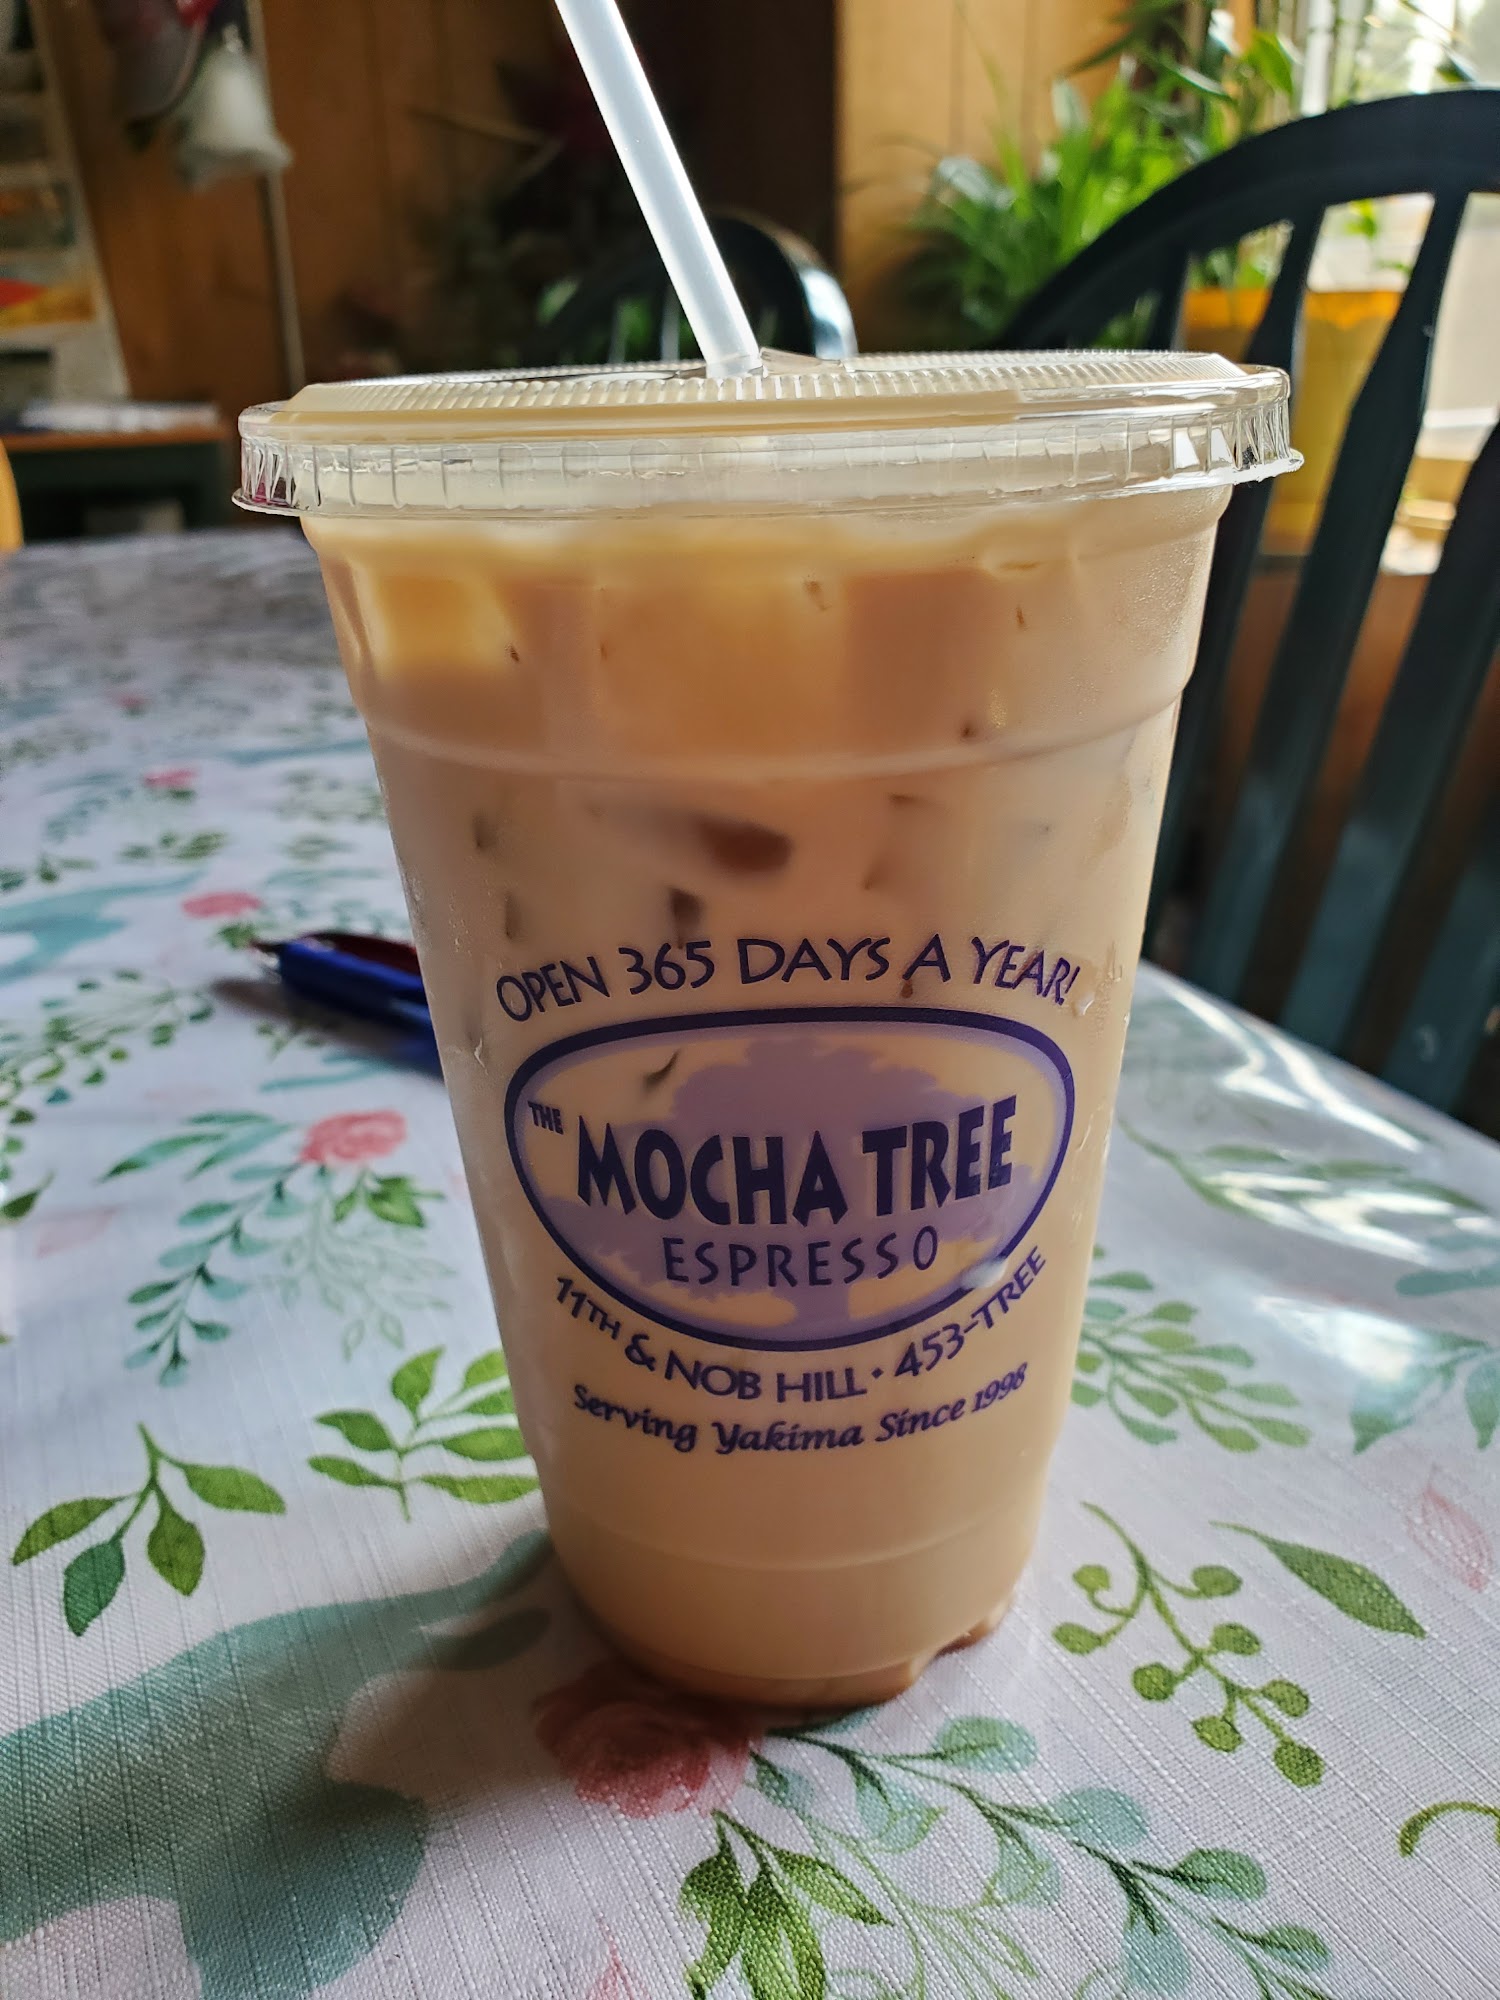 OPEN 365 DAYS A YEAR!
THE
MOCHA TREE
ESPRESSO
11TH & NOB HILL • 453-TREE
Serving Yakima Since 1998